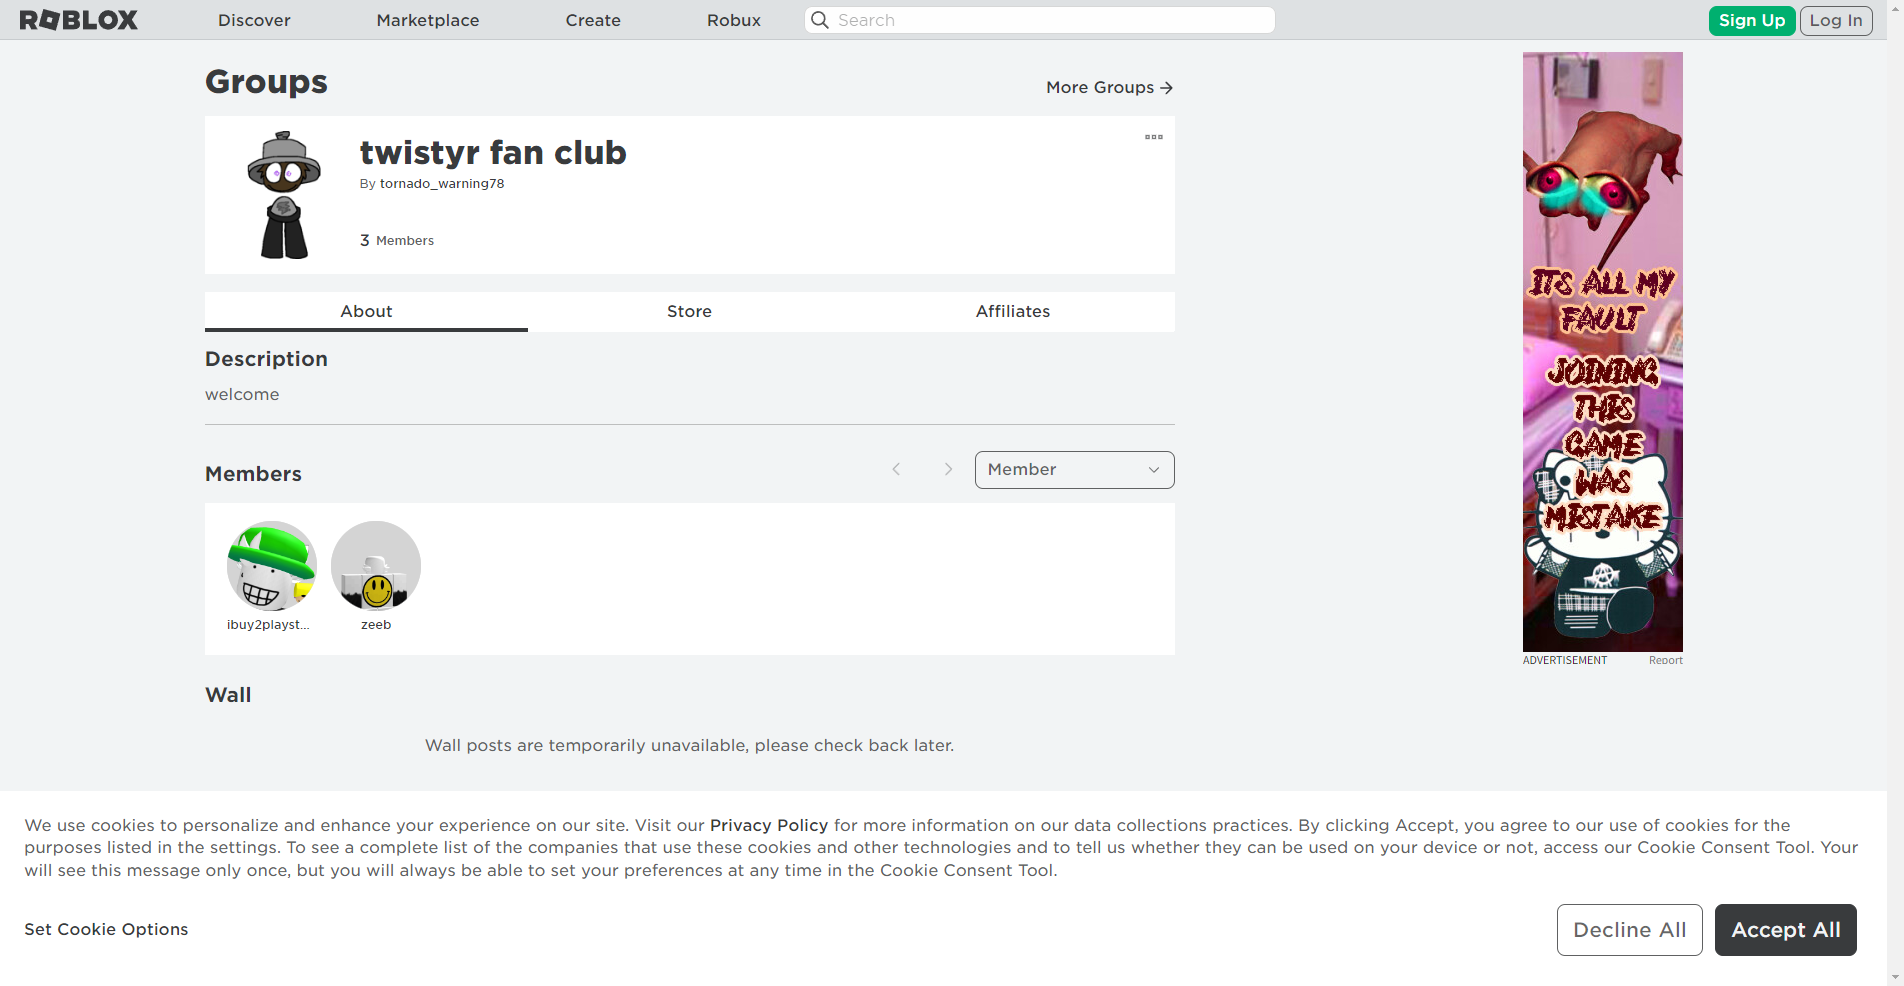 ROBLOX
Discover
Marketplace
Create
Robux
Search
Sign Up
Log In
Groups
More Groups
twistyr fan club
By tornado_warning78
3 Members
About
Store
Affiliates
Description
welcome
Members
Member
ibuy2playst...
zeeb
Wall
Wall posts are temporarily unavailable, please check back later.
ITS ALL MY
FAULT
JOINING
THIS
GAME
WAS
MISTAKE
ADVERTISEMENT
Report
We use cookies to personalize and enhance your experience on our site. Visit our Privacy Policy for more information on our data collections practices. By clicking Accept, you agree to our use of cookies for the
purposes listed in the settings. To see a complete list of the companies that use these cookies and other technologies and to tell us whether they can be used on your device or not, access our Cookie Consent Tool. Your
will see this message only once, but you will always be able to set your preferences at any time in the Cookie Consent Tool.
Set Cookie Options
Decline All
Accept All